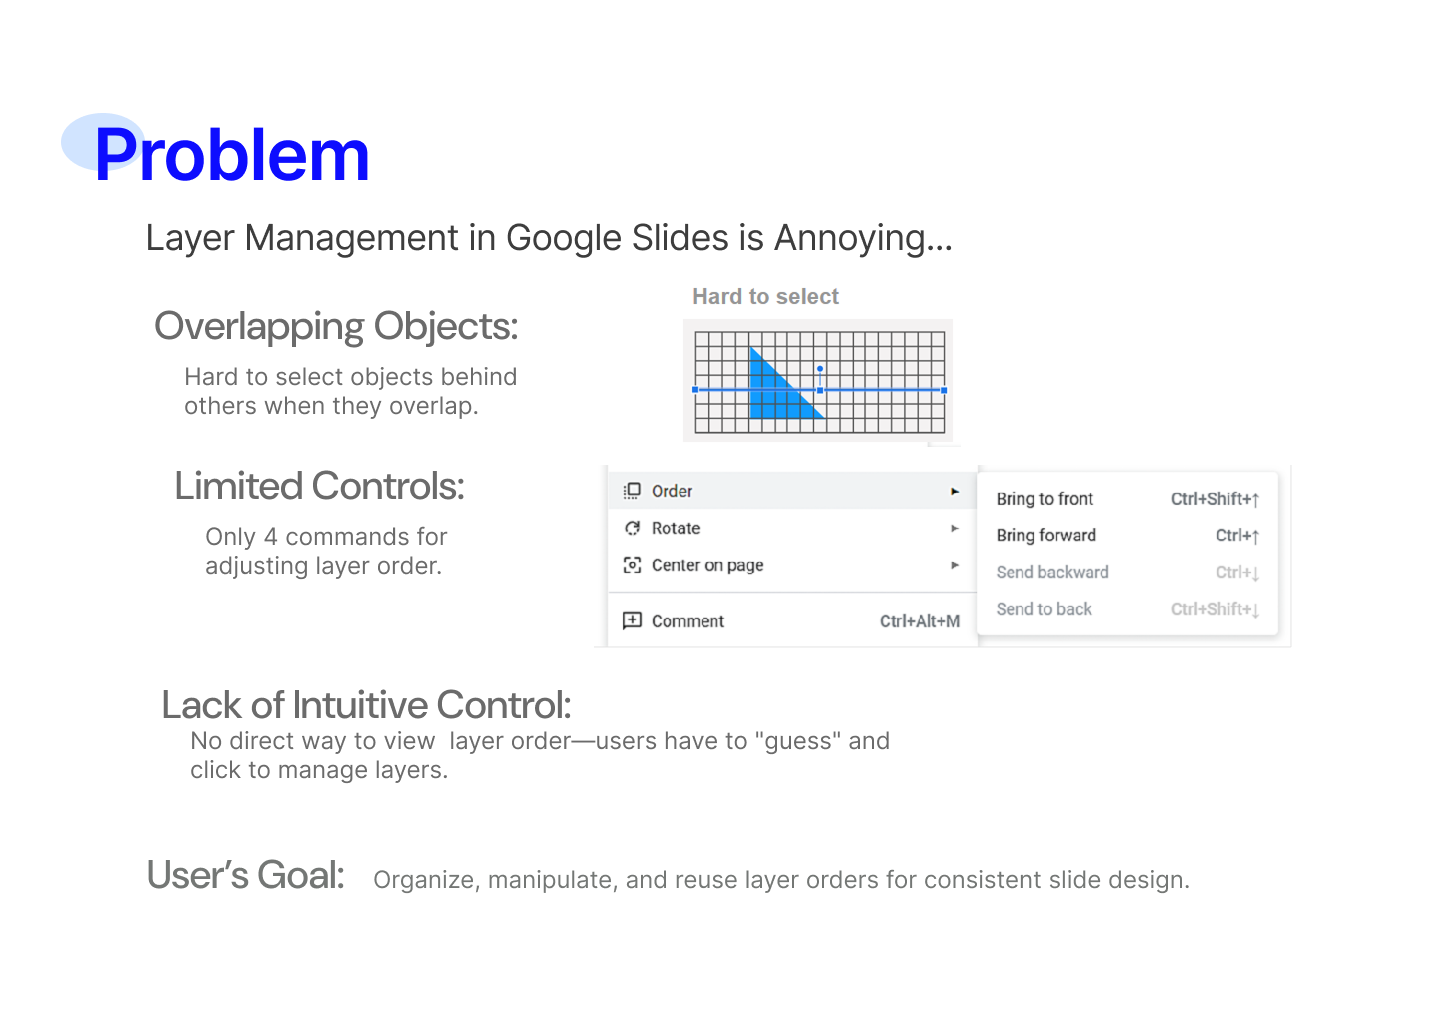 Problem
Layer Management in Google Slides is Annoying...
Hard to select
Overlapping Objects:
Hard to select objects behind
others when they overlap.
Limited Controls:
Only 4 commands for
adjusting layer order.
Order
Rotate
Center on page
Comment Ctrl+Alt+M
Bring to front Ctrl+Shift+↑
Bring forward Ctrl+↑
Send backward Ctrl+↓
Send to back Ctrl+Shift+↓
Lack of Intuitive Control:
No direct way to view  layer order—users have to "guess" and
click to manage layers.
User’s Goal: Organize, manipulate, and reuse layer orders for consistent slide design.